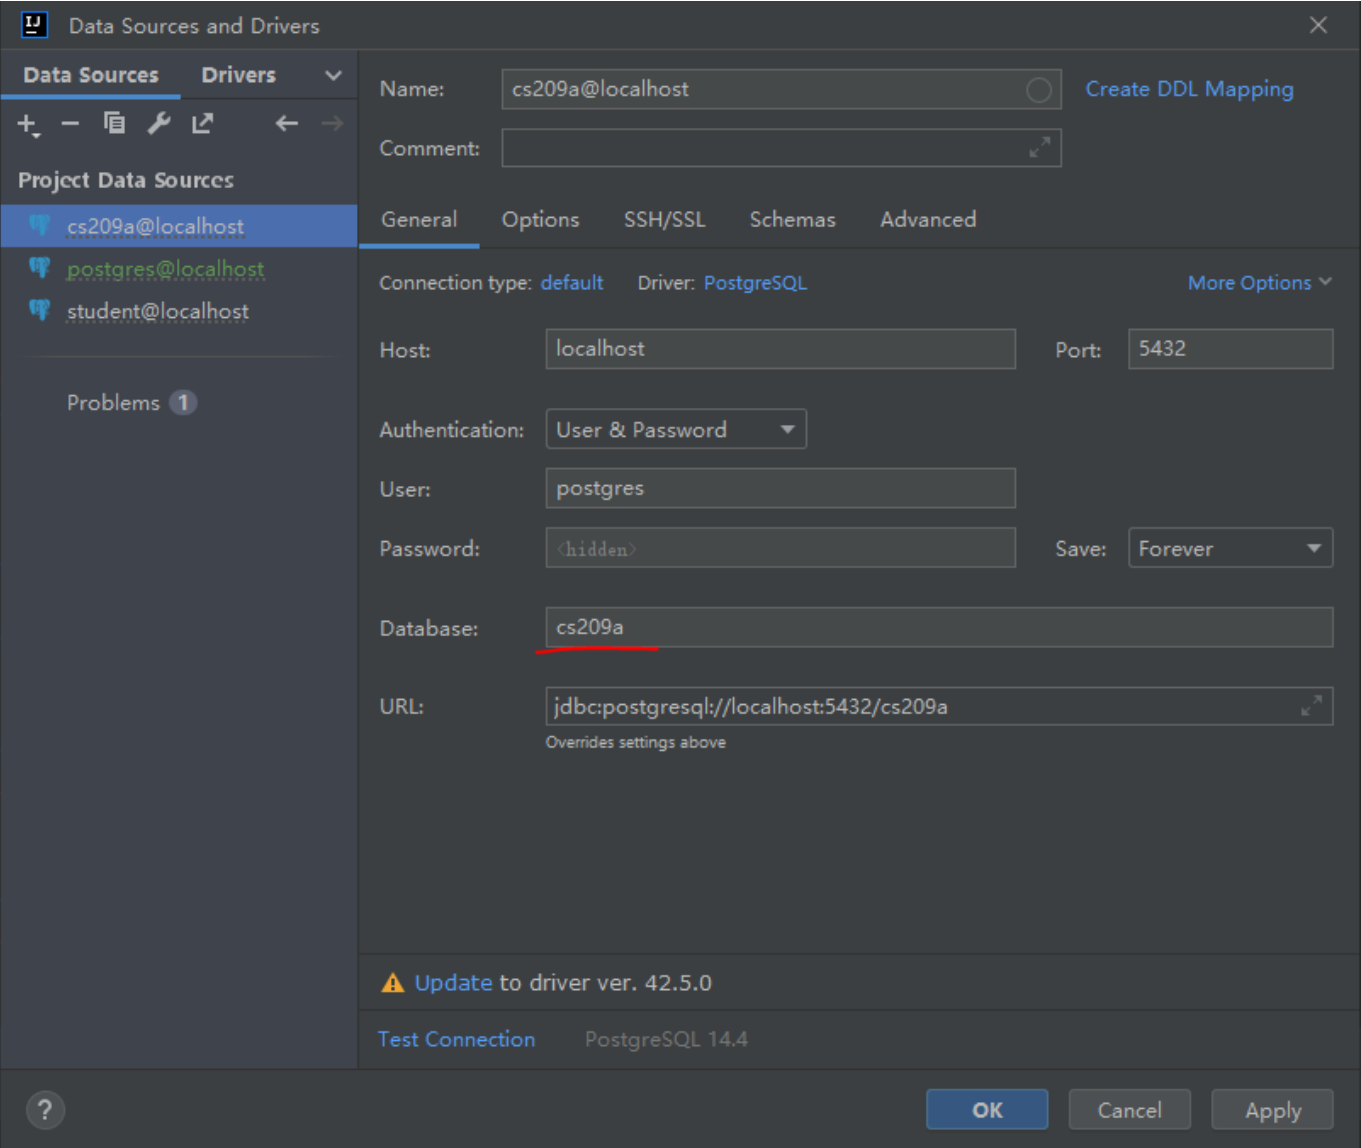 IJ
Data Sources and Drivers
Data Sources Drivers
Project Data Sources
cs209a@localhost
postgres@localhost
student@localhost
Problems 1
Name: cs209a@localhost Create DDL Mapping
Comment:
General Options SSH/SSL Schemas Advanced
Connection type: default Driver: PostgreSQL More Options
Host: localhost Port: 5432
Authentication: User & Password
User: postgres
Password: <hidden> Save: Forever
Database: cs209a
URL: jdbc:postgresql://localhost:5432/cs209a
Overrides settings above
Update to driver ver. 42.5.0
Test Connection PostgreSQL 14.4
? OK Cancel Apply